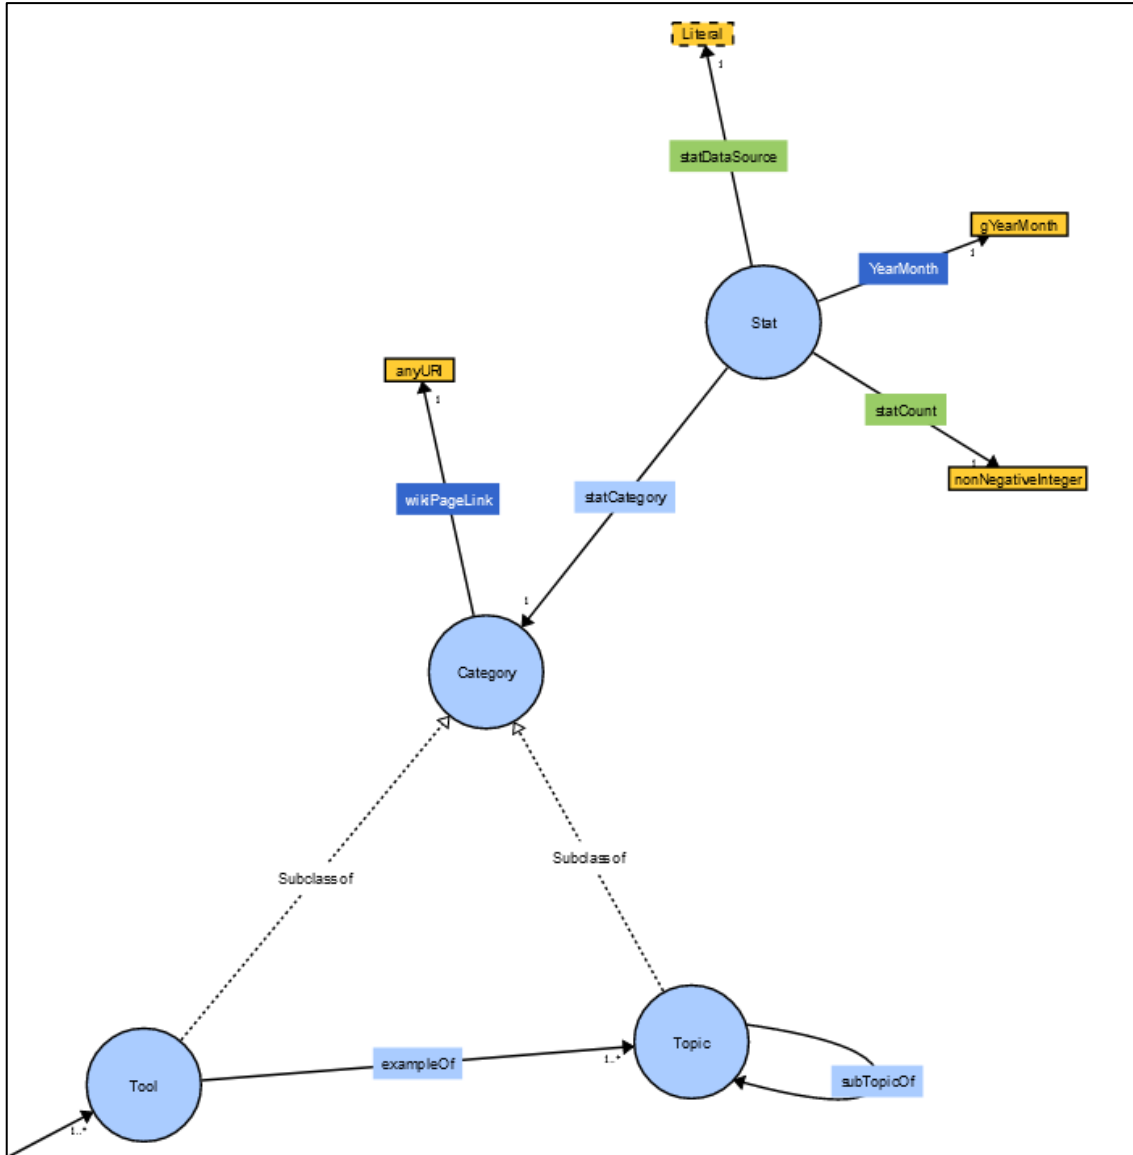 Literal
1
statDataSource
gYearMonth
1
YearMonth
Stat
anyURI
1
statCount
1
nonNegativeInteger
wikiPageLink
statCategory
1
Category
Subclass of
Subclass of
Topic
1..*
exampleOf
subTopicOf
Tool
1..*